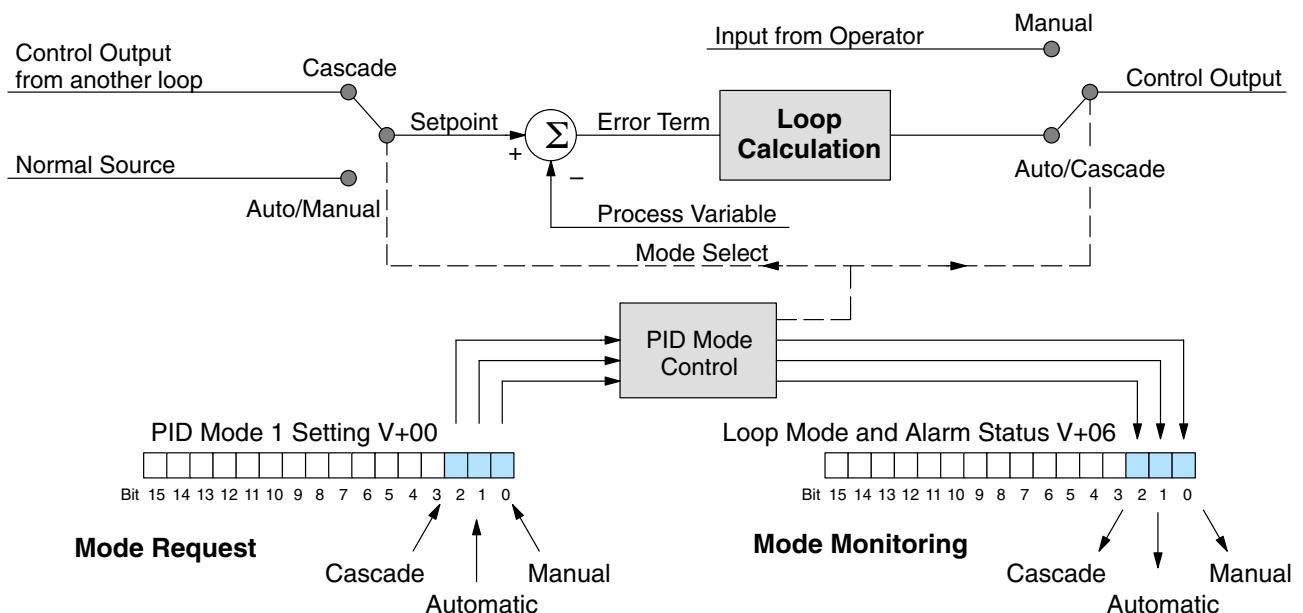 Control Output
from another loop
Cascade
Normal Source
Auto/Manual
Setpoint
+
Σ
−
Error Term
Process Variable
Loop
Calculation
Input from Operator
Manual
Control Output
Auto/Cascade
Mode Select
PID Mode
Control
PID Mode 1 Setting V+00
Bit 15 14 13 12 11 10 9 8 7 6 5 4 3 2 1 0
Mode Request
Cascade
Automatic
Manual
Loop Mode and Alarm Status V+06
Bit 15 14 13 12 11 10 9 8 7 6 5 4 3 2 1 0
Mode Monitoring
Cascade
Automatic
Manual